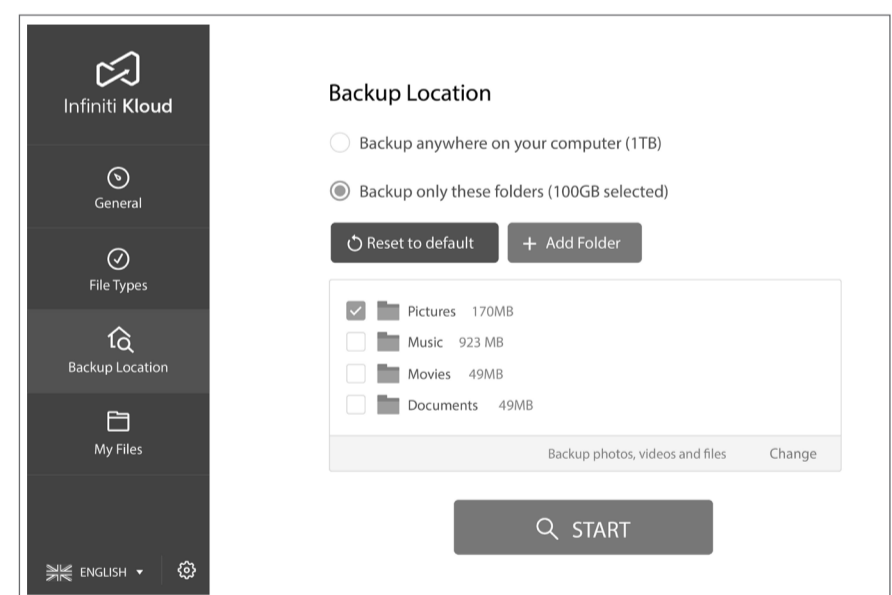 Infiniti Kloud
General
File Types
Backup Location
My Files
ENGLISH
Backup Location
Backup anywhere on your computer (1TB)
Backup only these folders (100GB selected)
Reset to default
+ Add Folder
Pictures 170MB
Music 923 MB
Movies 49MB
Documents 49MB
Backup photos, videos and files Change
START